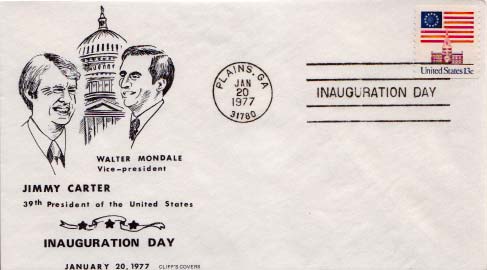 WALTER MONDALE
Vice-president
JIMMY CARTER
39th President of the United States
INAUGURATION DAY
JANUARY 20, 1977 CLIFF'S COVERS
PLAINS, GA
JAN
20
1977
31780
INAUGURATION DAY
United States 13c